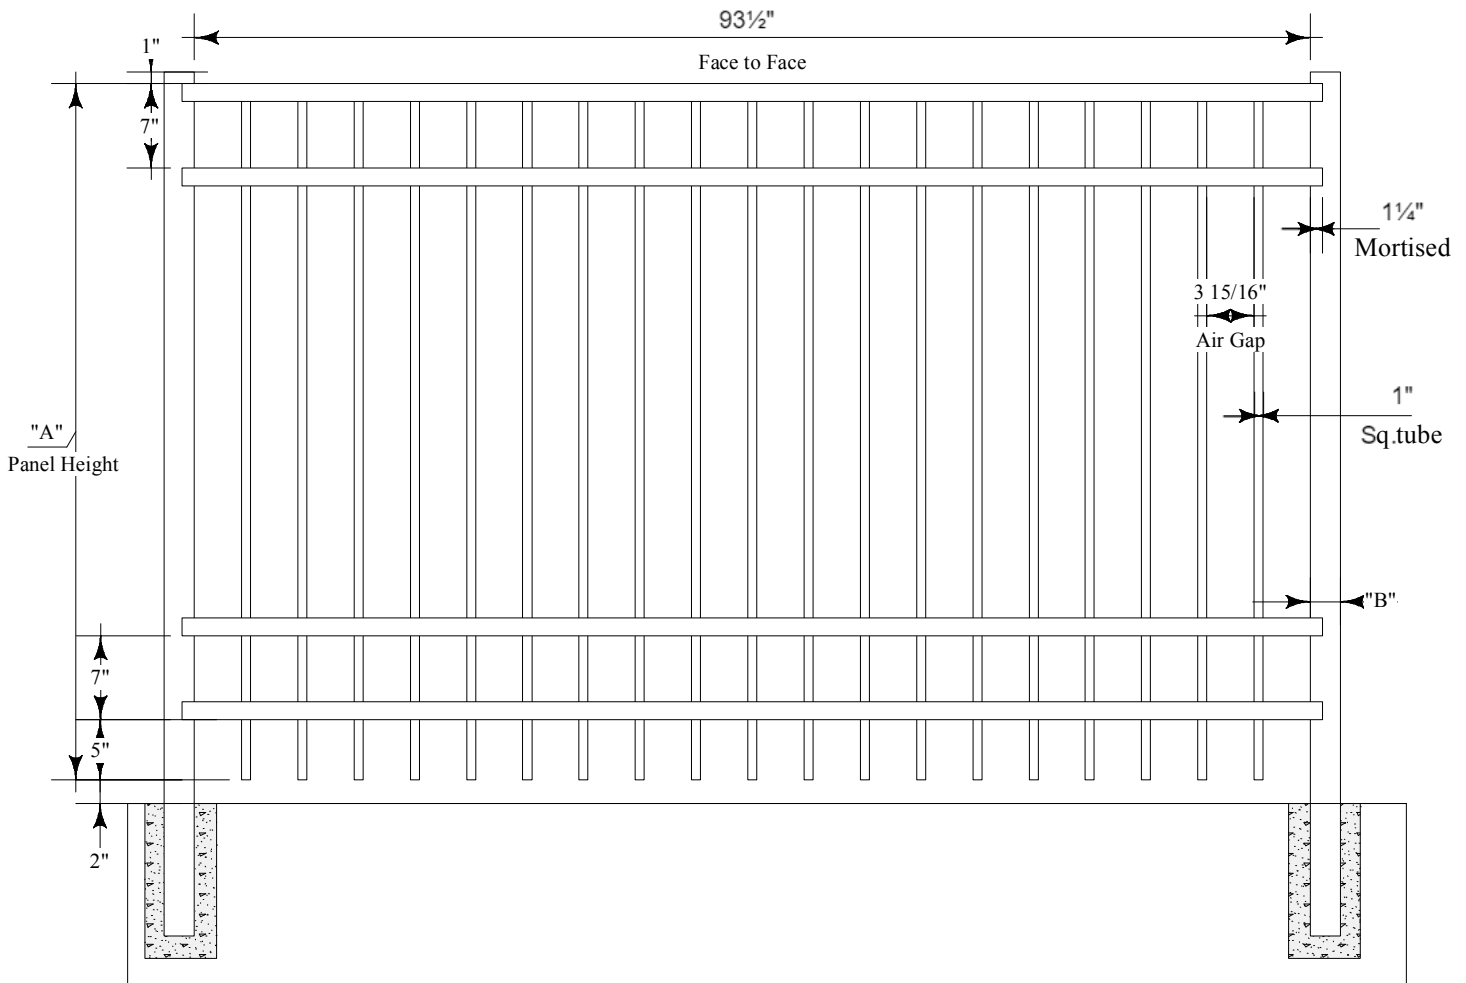 93½"
Face to Face
1"
7"
1¼"
Mortised
3 15/16"
Air Gap
1"
Sq.tube
"A"
Panel Height
"B"
7"
5"
2"